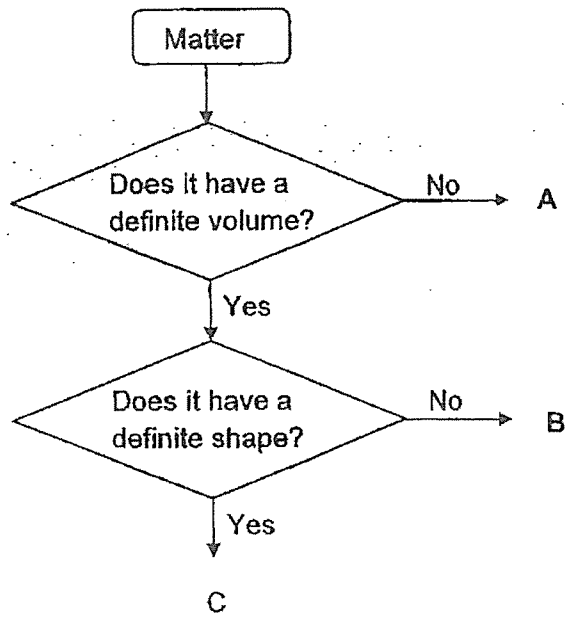 Matter
Does it have a
definite volume?
No
A
Yes
Does it have a
definite shape?
No
B
Yes
C